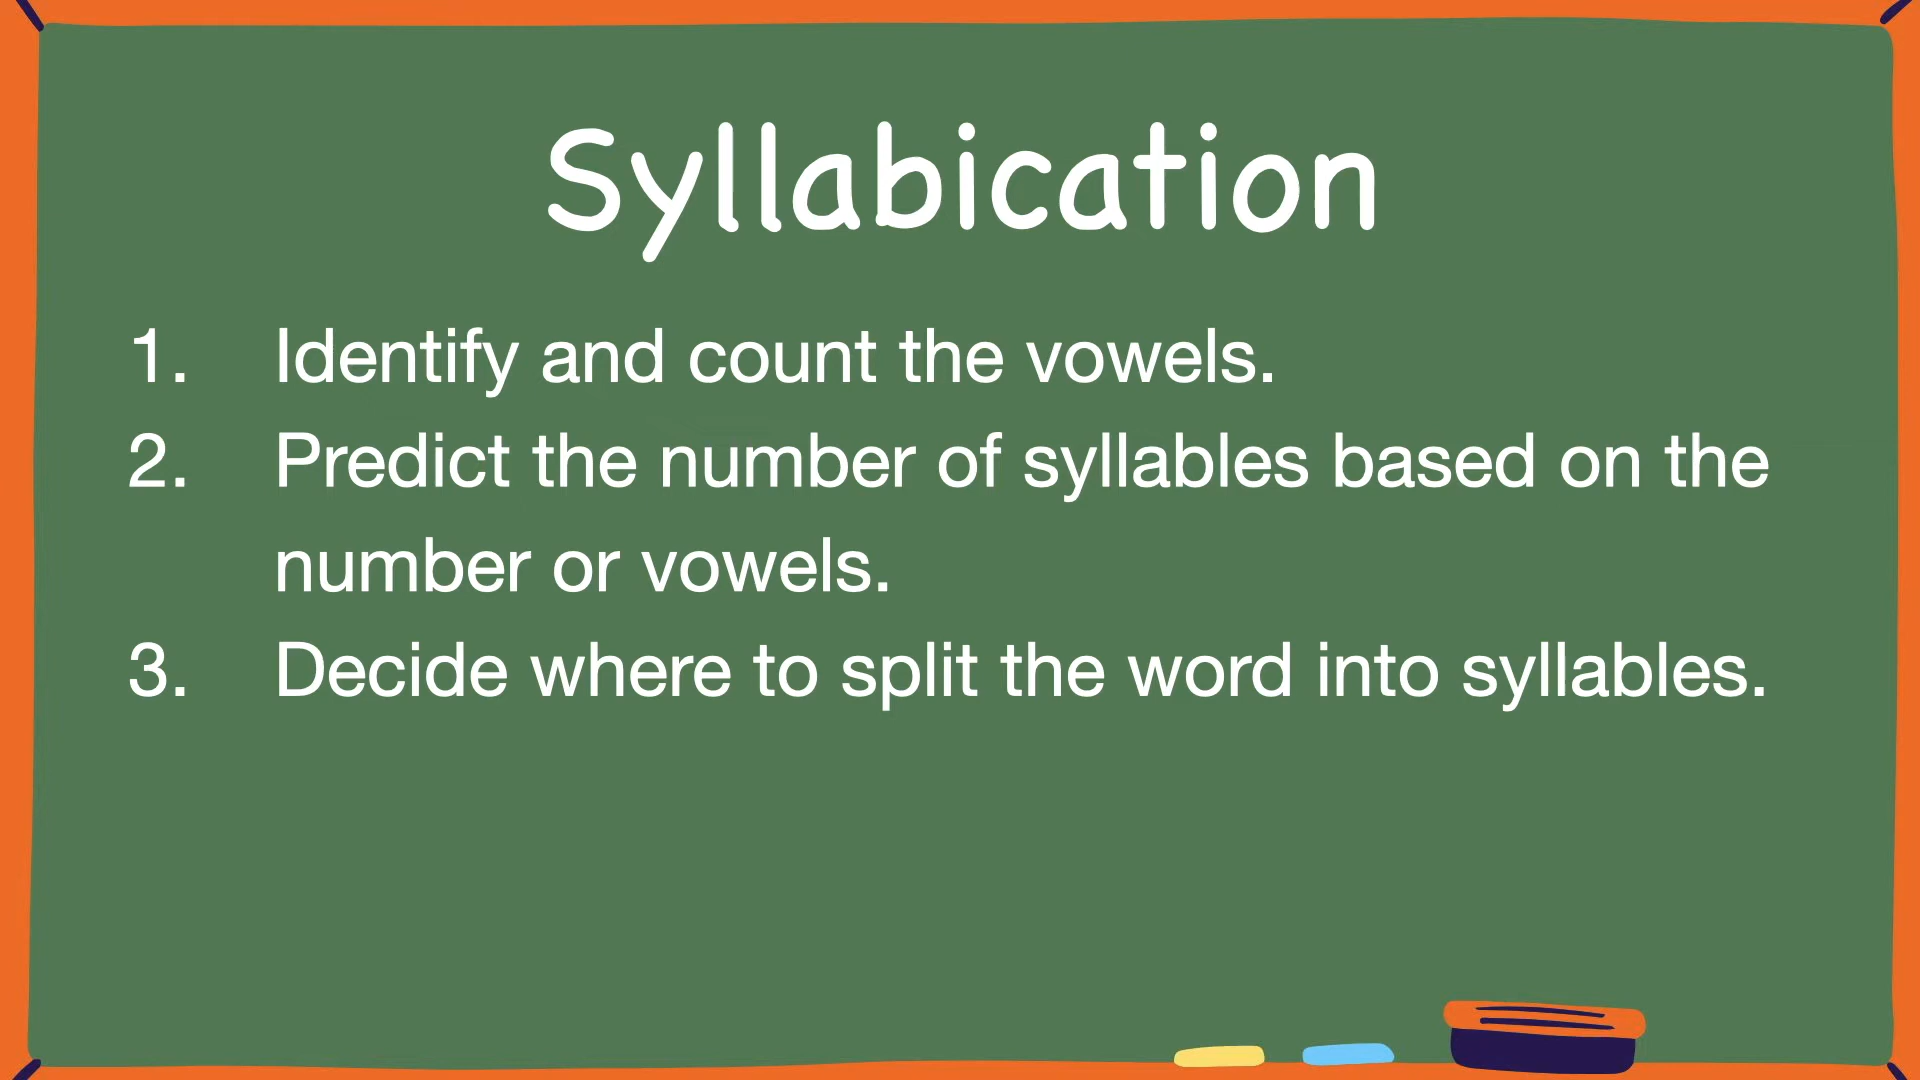 Syllabication
1. Identify and count the vowels.
2. Predict the number of syllables based on the
number or vowels.
3. Decide where to split the word into syllables.